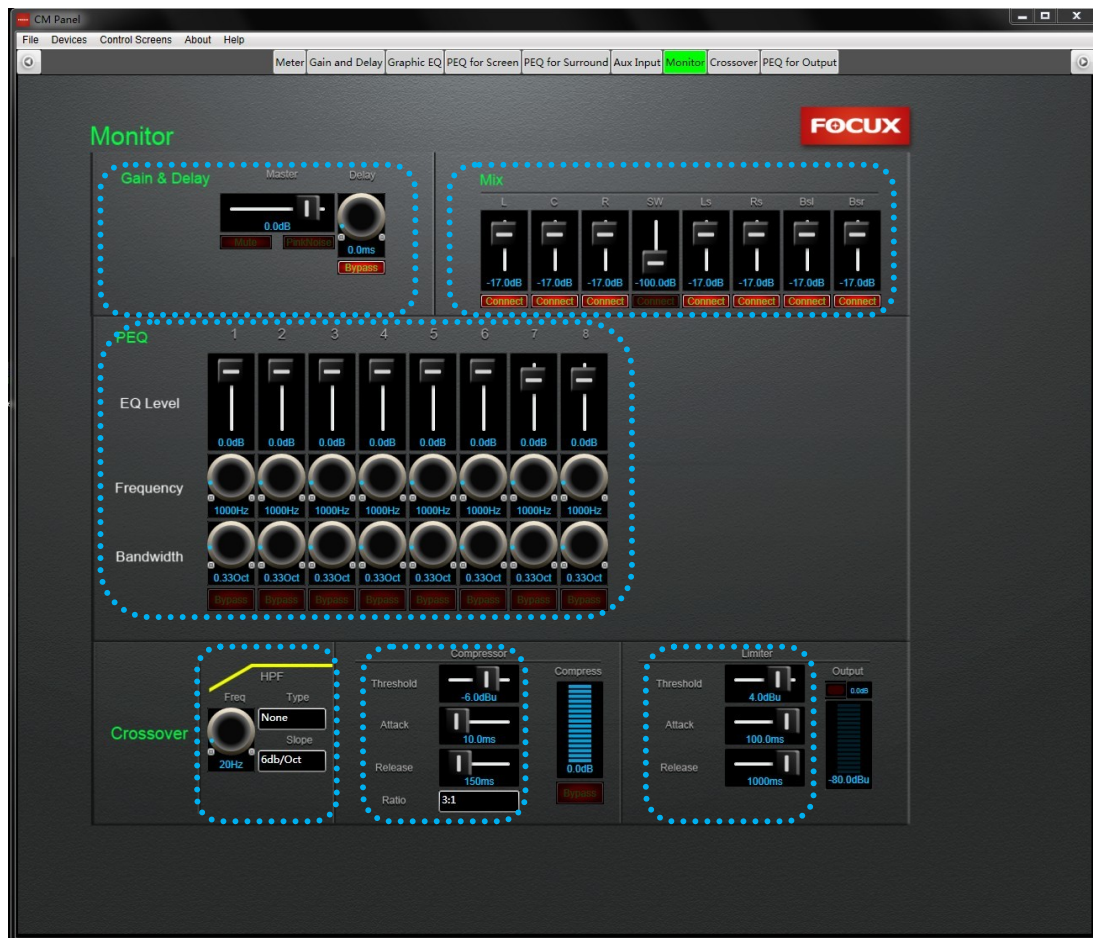 CM Panel
File Devices Control Screens About Help
Meter Gain and Delay Graphic EQ PEQ for Screen PEQ for Surround Aux Input Monitor Crossover PEQ for Output
FOCUX
Monitor
Gain & Delay Master Delay
0.0dB
Mute PinkNoise
0.0ms
Bypass
Mix
L C R SW Ls Rs Bsl Bsr
-17.0dB -17.0dB -17.0dB -100.0dB -17.0dB -17.0dB -17.0dB -17.0dB
Connect Connect Connect Connect Connect Connect Connect Connect
PEQ 1 2 3 4 5 6 7 8
EQ Level
0.0dB 0.0dB 0.0dB 0.0dB 0.0dB 0.0dB 0.0dB 0.0dB
Frequency
1000Hz 1000Hz 1000Hz 1000Hz 1000Hz 1000Hz 1000Hz 1000Hz
Bandwidth
0.33Oct 0.33Oct 0.33Oct 0.33Oct 0.33Oct 0.33Oct 0.33Oct 0.33Oct
Bypass Bypass Bypass Bypass Bypass Bypass Bypass Bypass
Crossover
HPF
Freq Type
None
Slope
20Hz 6db/Oct
Compressor
Threshold
-6.0dBu
Attack
10.0ms
Release
150ms
Ratio 3:1
Compress
0.0dB
Bypass
Limiter
Threshold
4.0dBu
Attack
100.0ms
Release
1000ms
Output
0.0dB
-80.0dBu